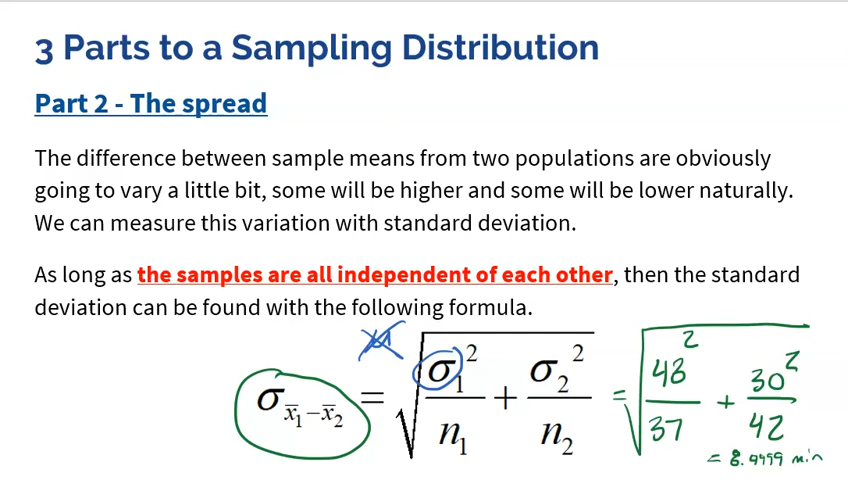 3 Parts to a Sampling Distribution
Part 2 - The spread
The difference between sample means from two populations are obviously
going to vary a little bit, some will be higher and some will be lower naturally.
We can measure this variation with standard deviation.
As long as the samples are all independent of each other, then the standard
deviation can be found with the following formula.
σ_{x̄₁−x̄₂} = √(σ₁²/n₁ + σ₂²/n₂) = √(43²/37 + 30²/42)
= 8.4499 min